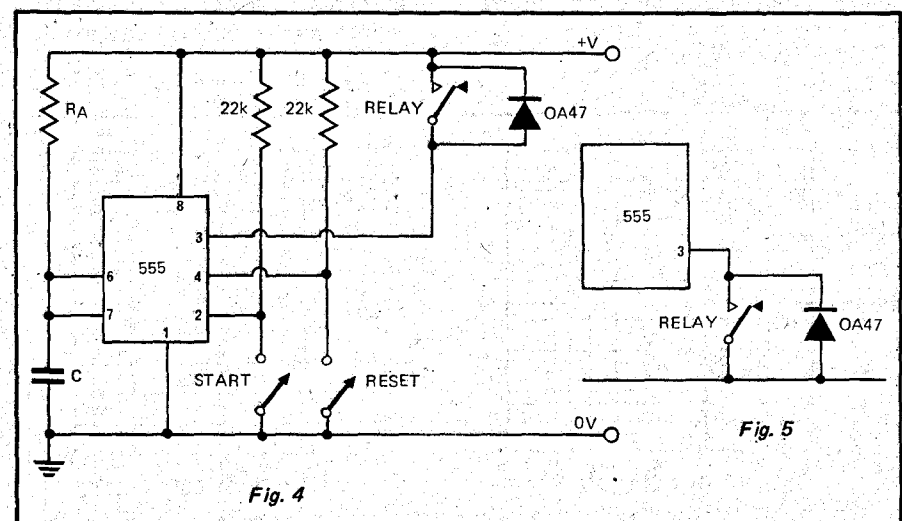 +V
RA
22k
22k
RELAY
OA47
8
3
555
6
4
7
2
1
C
START
RESET
0V
Fig. 4
555
3
RELAY
OA47
Fig. 5